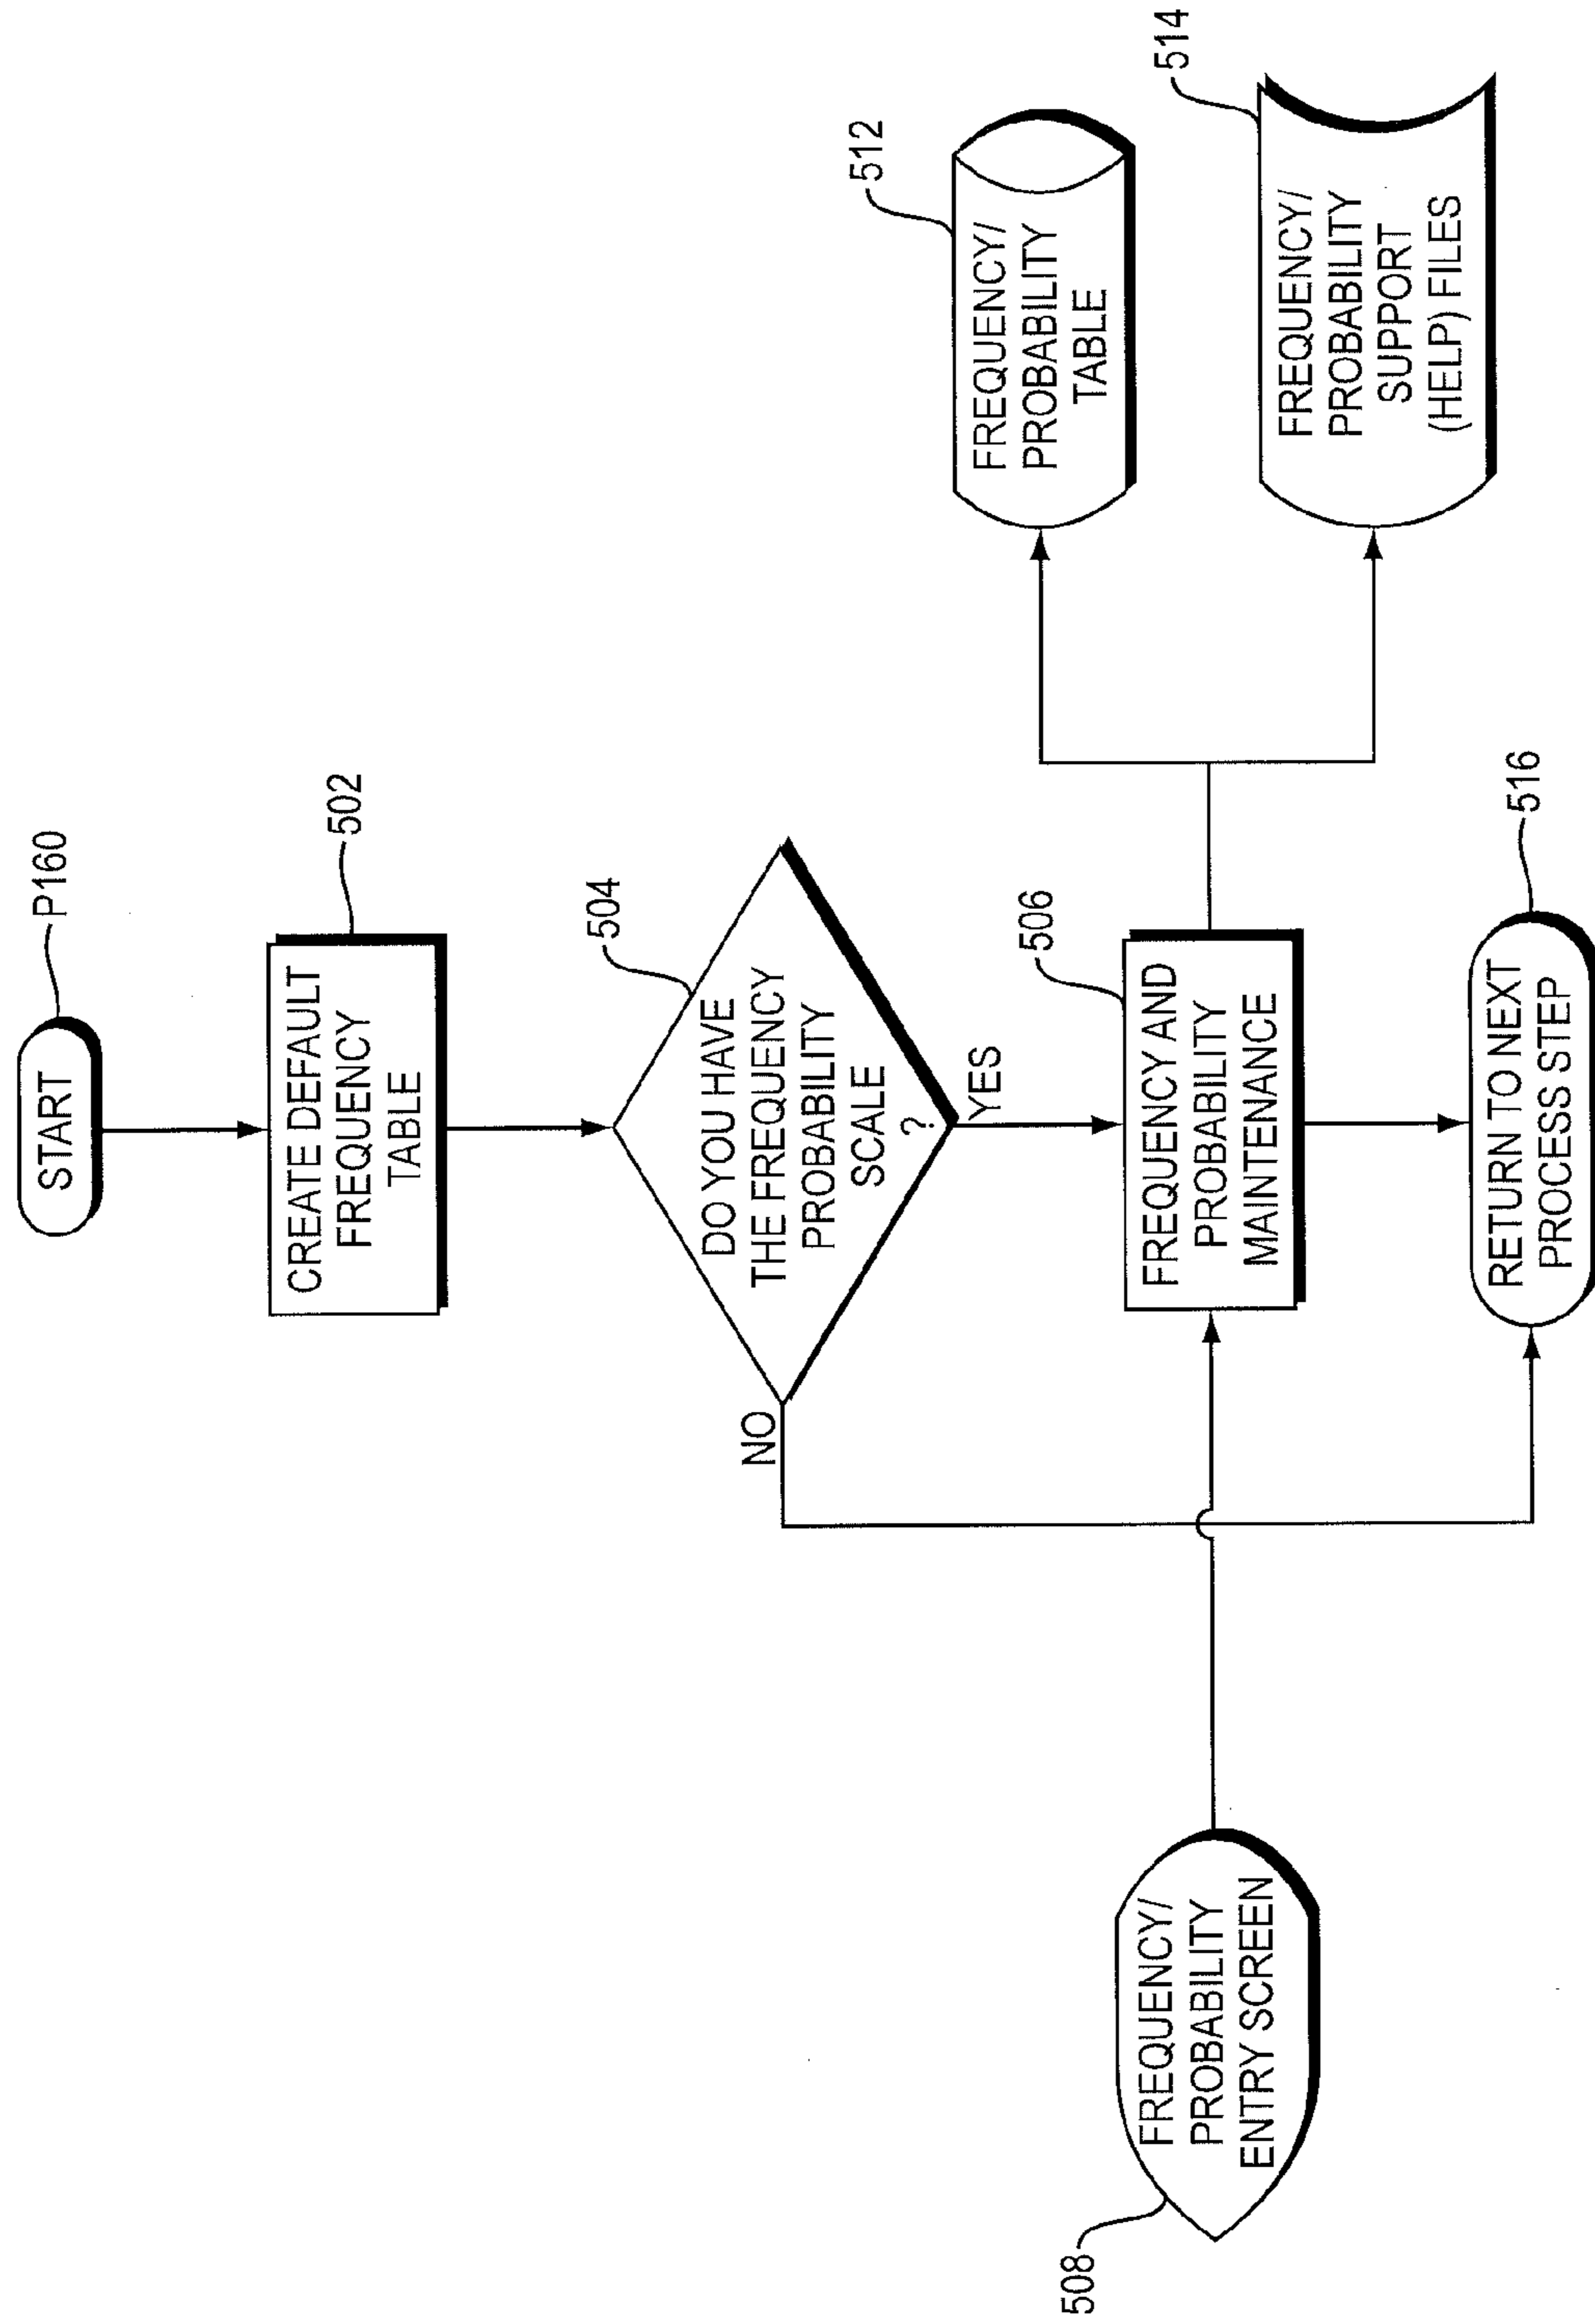 START
P160
CREATE DEFAULT
FREQUENCY
TABLE
502
DO YOU HAVE
THE FREQUENCY
PROBABILITY
SCALE
?
504
NO
YES
FREQUENCY/
PROBABILITY
ENTRY SCREEN
508
FREQUENCY AND
PROBABILITY
MAINTENANCE
506
FREQUENCY/
PROBABILITY
TABLE
512
FREQUENCY/
PROBABILITY
SUPPORT
(HELP) FILES
514
RETURN TO NEXT
PROCESS STEP
516